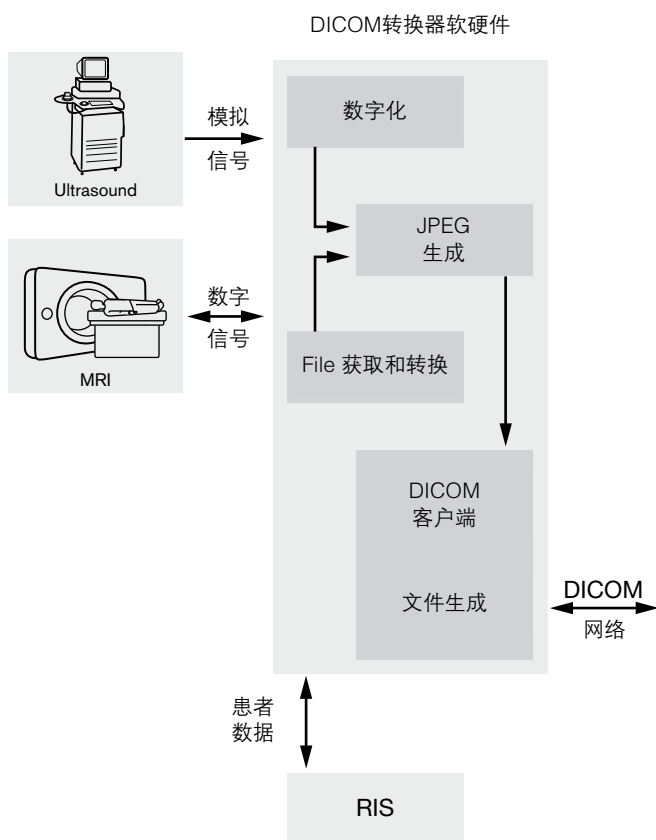 DICOM转换器软硬件
Ultrasound
模拟
信号
数字化
JPEG
生成
MRI
数字
信号
File 获取和转换
DICOM
客户端
文件生成
DICOM
网络
患者
数据
RIS